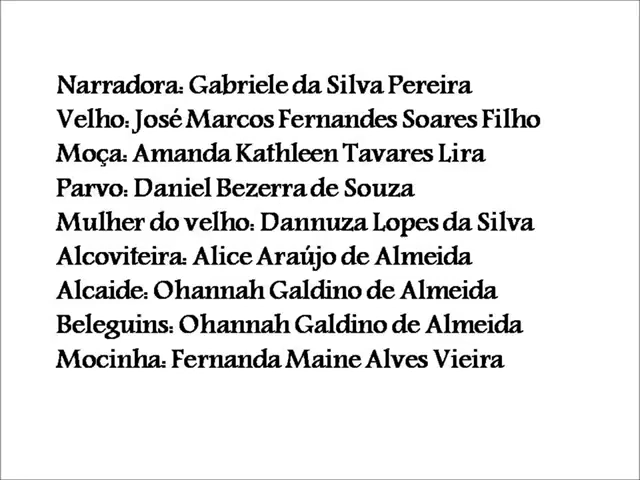 Narradora: Gabriele da Silva Pereira
Velho: José Marcos Fernandes Soares Filho
Moça: Amanda Kathleen Tavares Lira
Parvo: Daniel Bezerra de Souza
Mulher do velho: Dannuza Lopes da Silva
Alcoviteira: Alice Araújo de Almeida
Alcaide: Ohannah Galdino de Almeida
Beleguins: Ohannah Galdino de Almeida
Mocinha: Fernanda Maine Alves Vieira